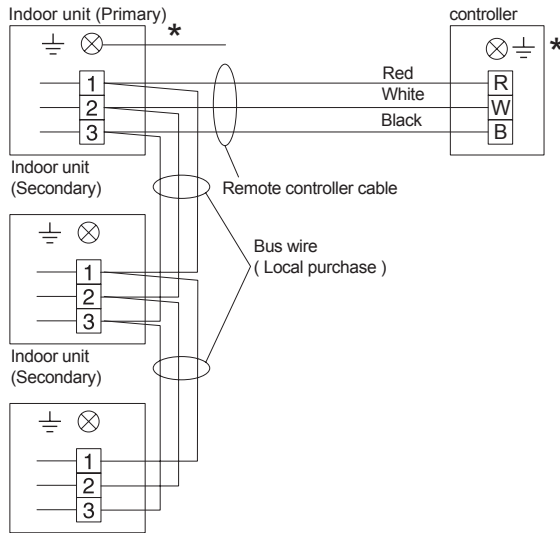 Indoor unit (Primary)
*
controller
*
1
2
3
Red
White
Black
R
W
B
Indoor unit
(Secondary)
Remote controller cable
Bus wire
( Local purchase )
1
2
3
Indoor unit
(Secondary)
1
2
3